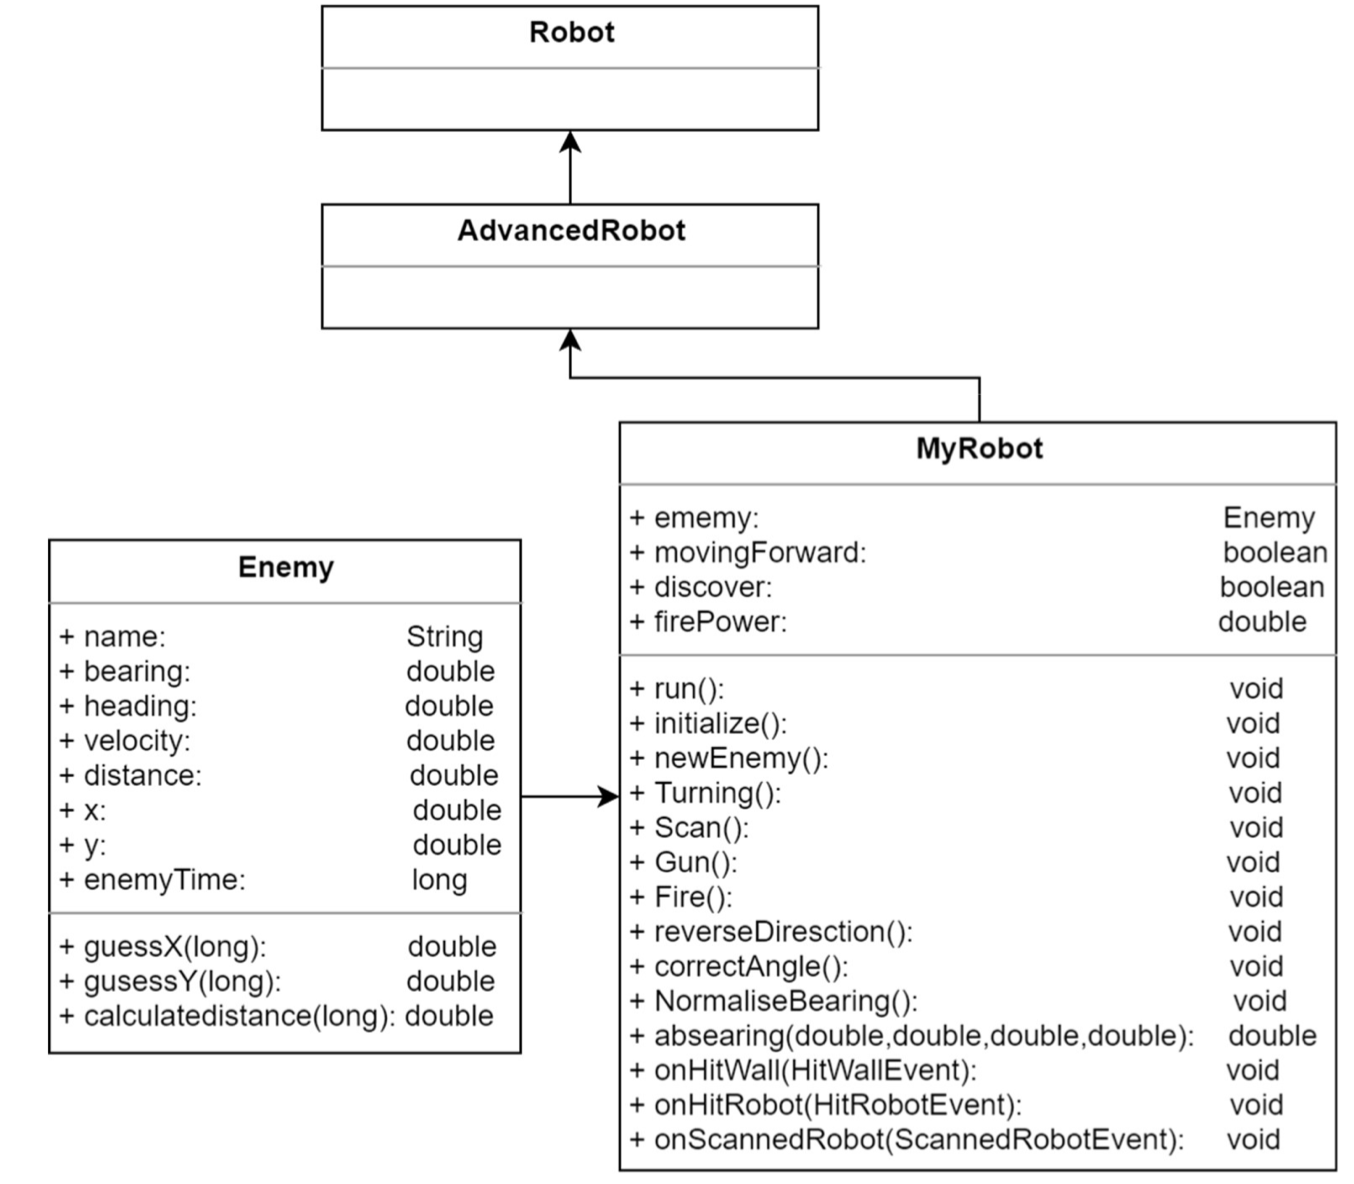 Robot
AdvancedRobot
MyRobot
+ ememy: Enemy
+ movingForward: boolean
+ discover: boolean
+ firePower: double
+ run(): void
+ initialize(): void
+ newEnemy(): void
+ Turning(): void
+ Scan(): void
+ Gun(): void
+ Fire(): void
+ reverseDiresction(): void
+ correctAngle(): void
+ NormaliseBearing(): void
+ absearing(double,double,double,double): double
+ onHitWall(HitWallEvent): void
+ onHitRobot(HitRobotEvent): void
+ onScannedRobot(ScannedRobotEvent): void
Enemy
+ name: String
+ bearing: double
+ heading: double
+ velocity: double
+ distance: double
+ x: double
+ y: double
+ enemyTime: long
+ guessX(long): double
+ gusessY(long): double
+ calculatedistance(long): double